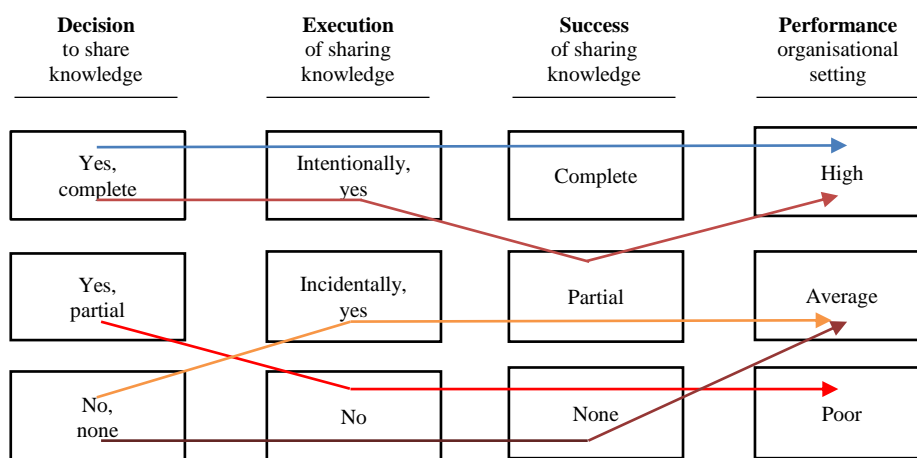 Decision
to share
knowledge
Execution
of sharing
knowledge
Success
of sharing
knowledge
Performance
organisational
setting
Yes,
complete
Intentionally,
yes
Complete
High
Yes,
partial
Incidentally,
yes
Partial
Average
No,
none
No
None
Poor